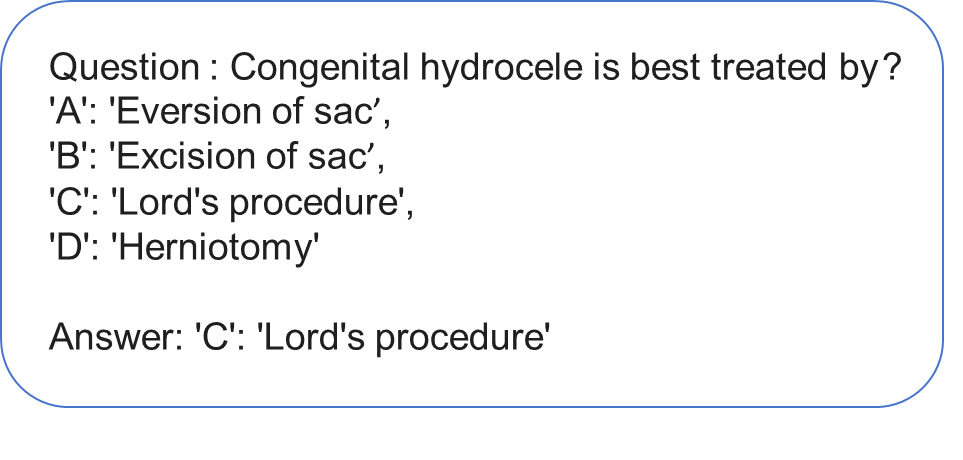 Question : Congenital hydrocele is best treated by?
'A': 'Eversion of sac’,
'B': 'Excision of sac’,
'C': 'Lord's procedure',
'D': 'Herniotomy'
Answer: 'C': 'Lord's procedure'